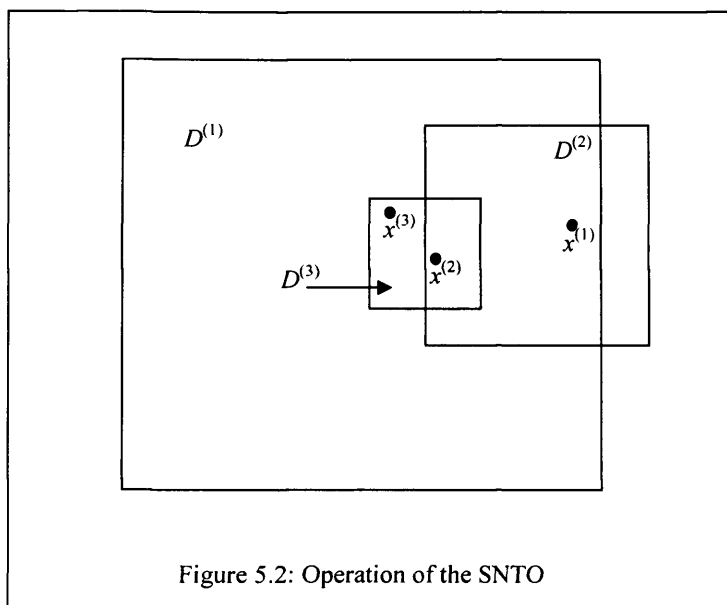 D^(1)
D^(2)
x^(3)
x^(1)
x^(2)
D^(3)
Figure 5.2: Operation of the SNTO